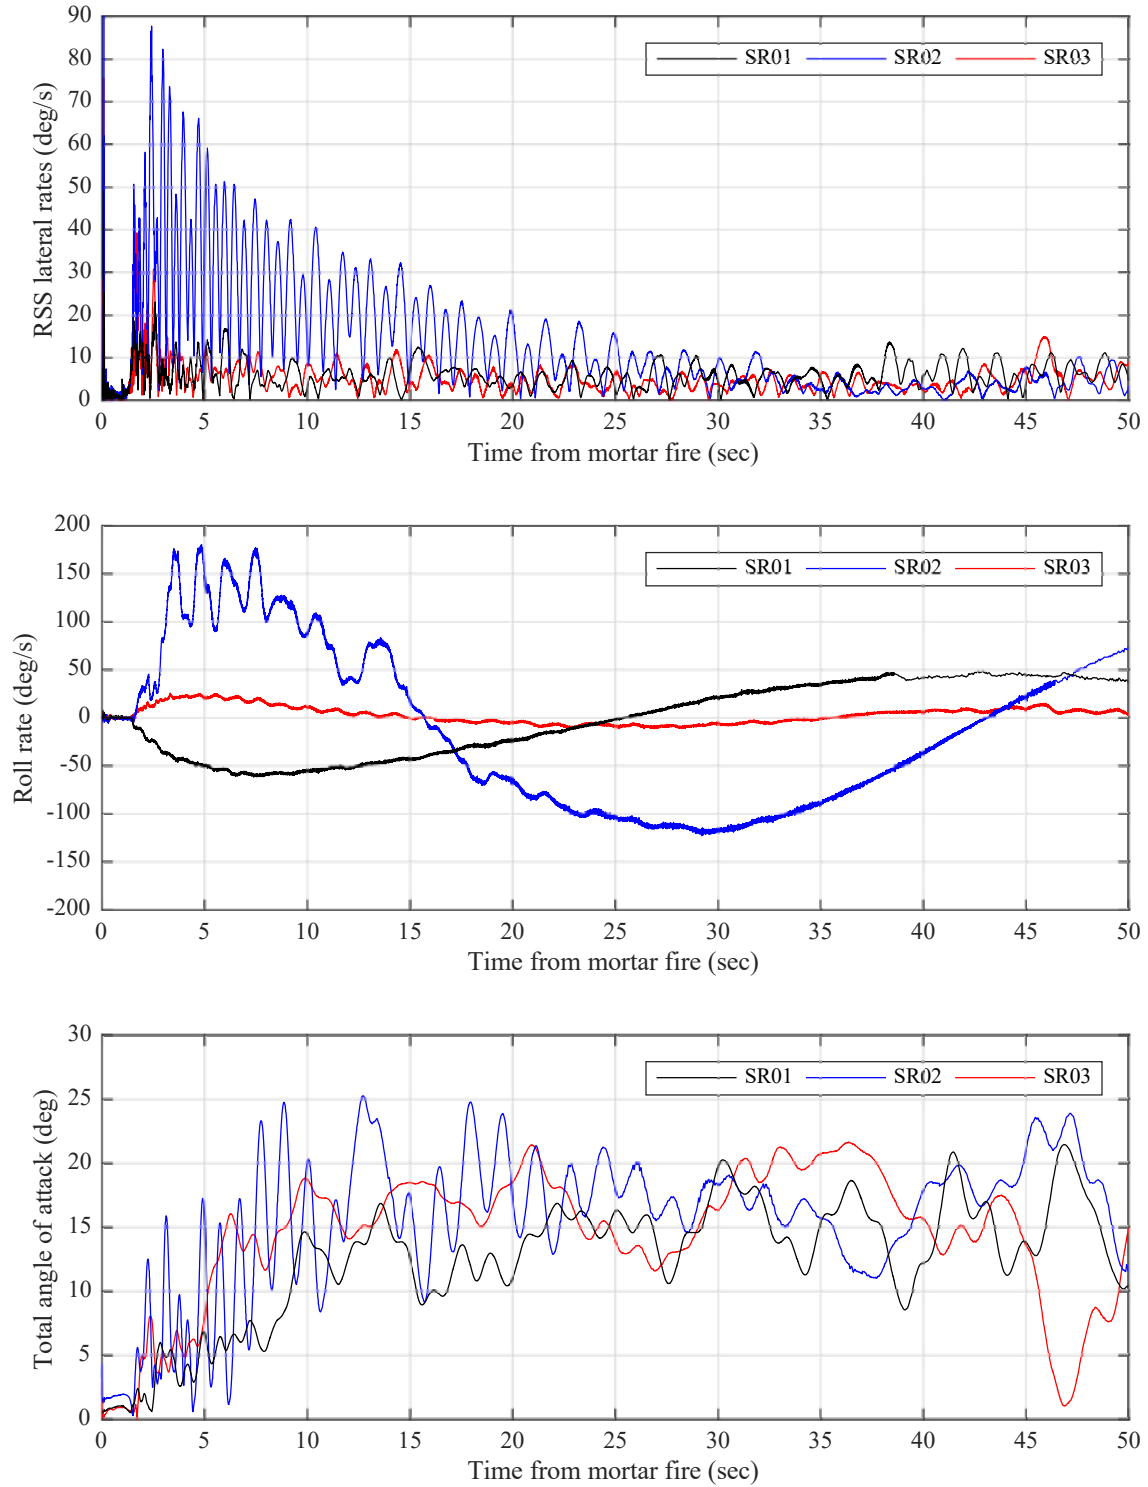 90
80
70
60
50
40
30
20
10
0
RSS lateral rates (deg/s)
SR01 SR02 SR03
0 5 10 15 20 25 30 35 40 45 50
Time from mortar fire (sec)
200
150
100
50
0
-50
-100
-150
-200
Roll rate (deg/s)
SR01 SR02 SR03
0 5 10 15 20 25 30 35 40 45 50
Time from mortar fire (sec)
30
25
20
15
10
5
0
Total angle of attack (deg)
SR01 SR02 SR03
0 5 10 15 20 25 30 35 40 45 50
Time from mortar fire (sec)